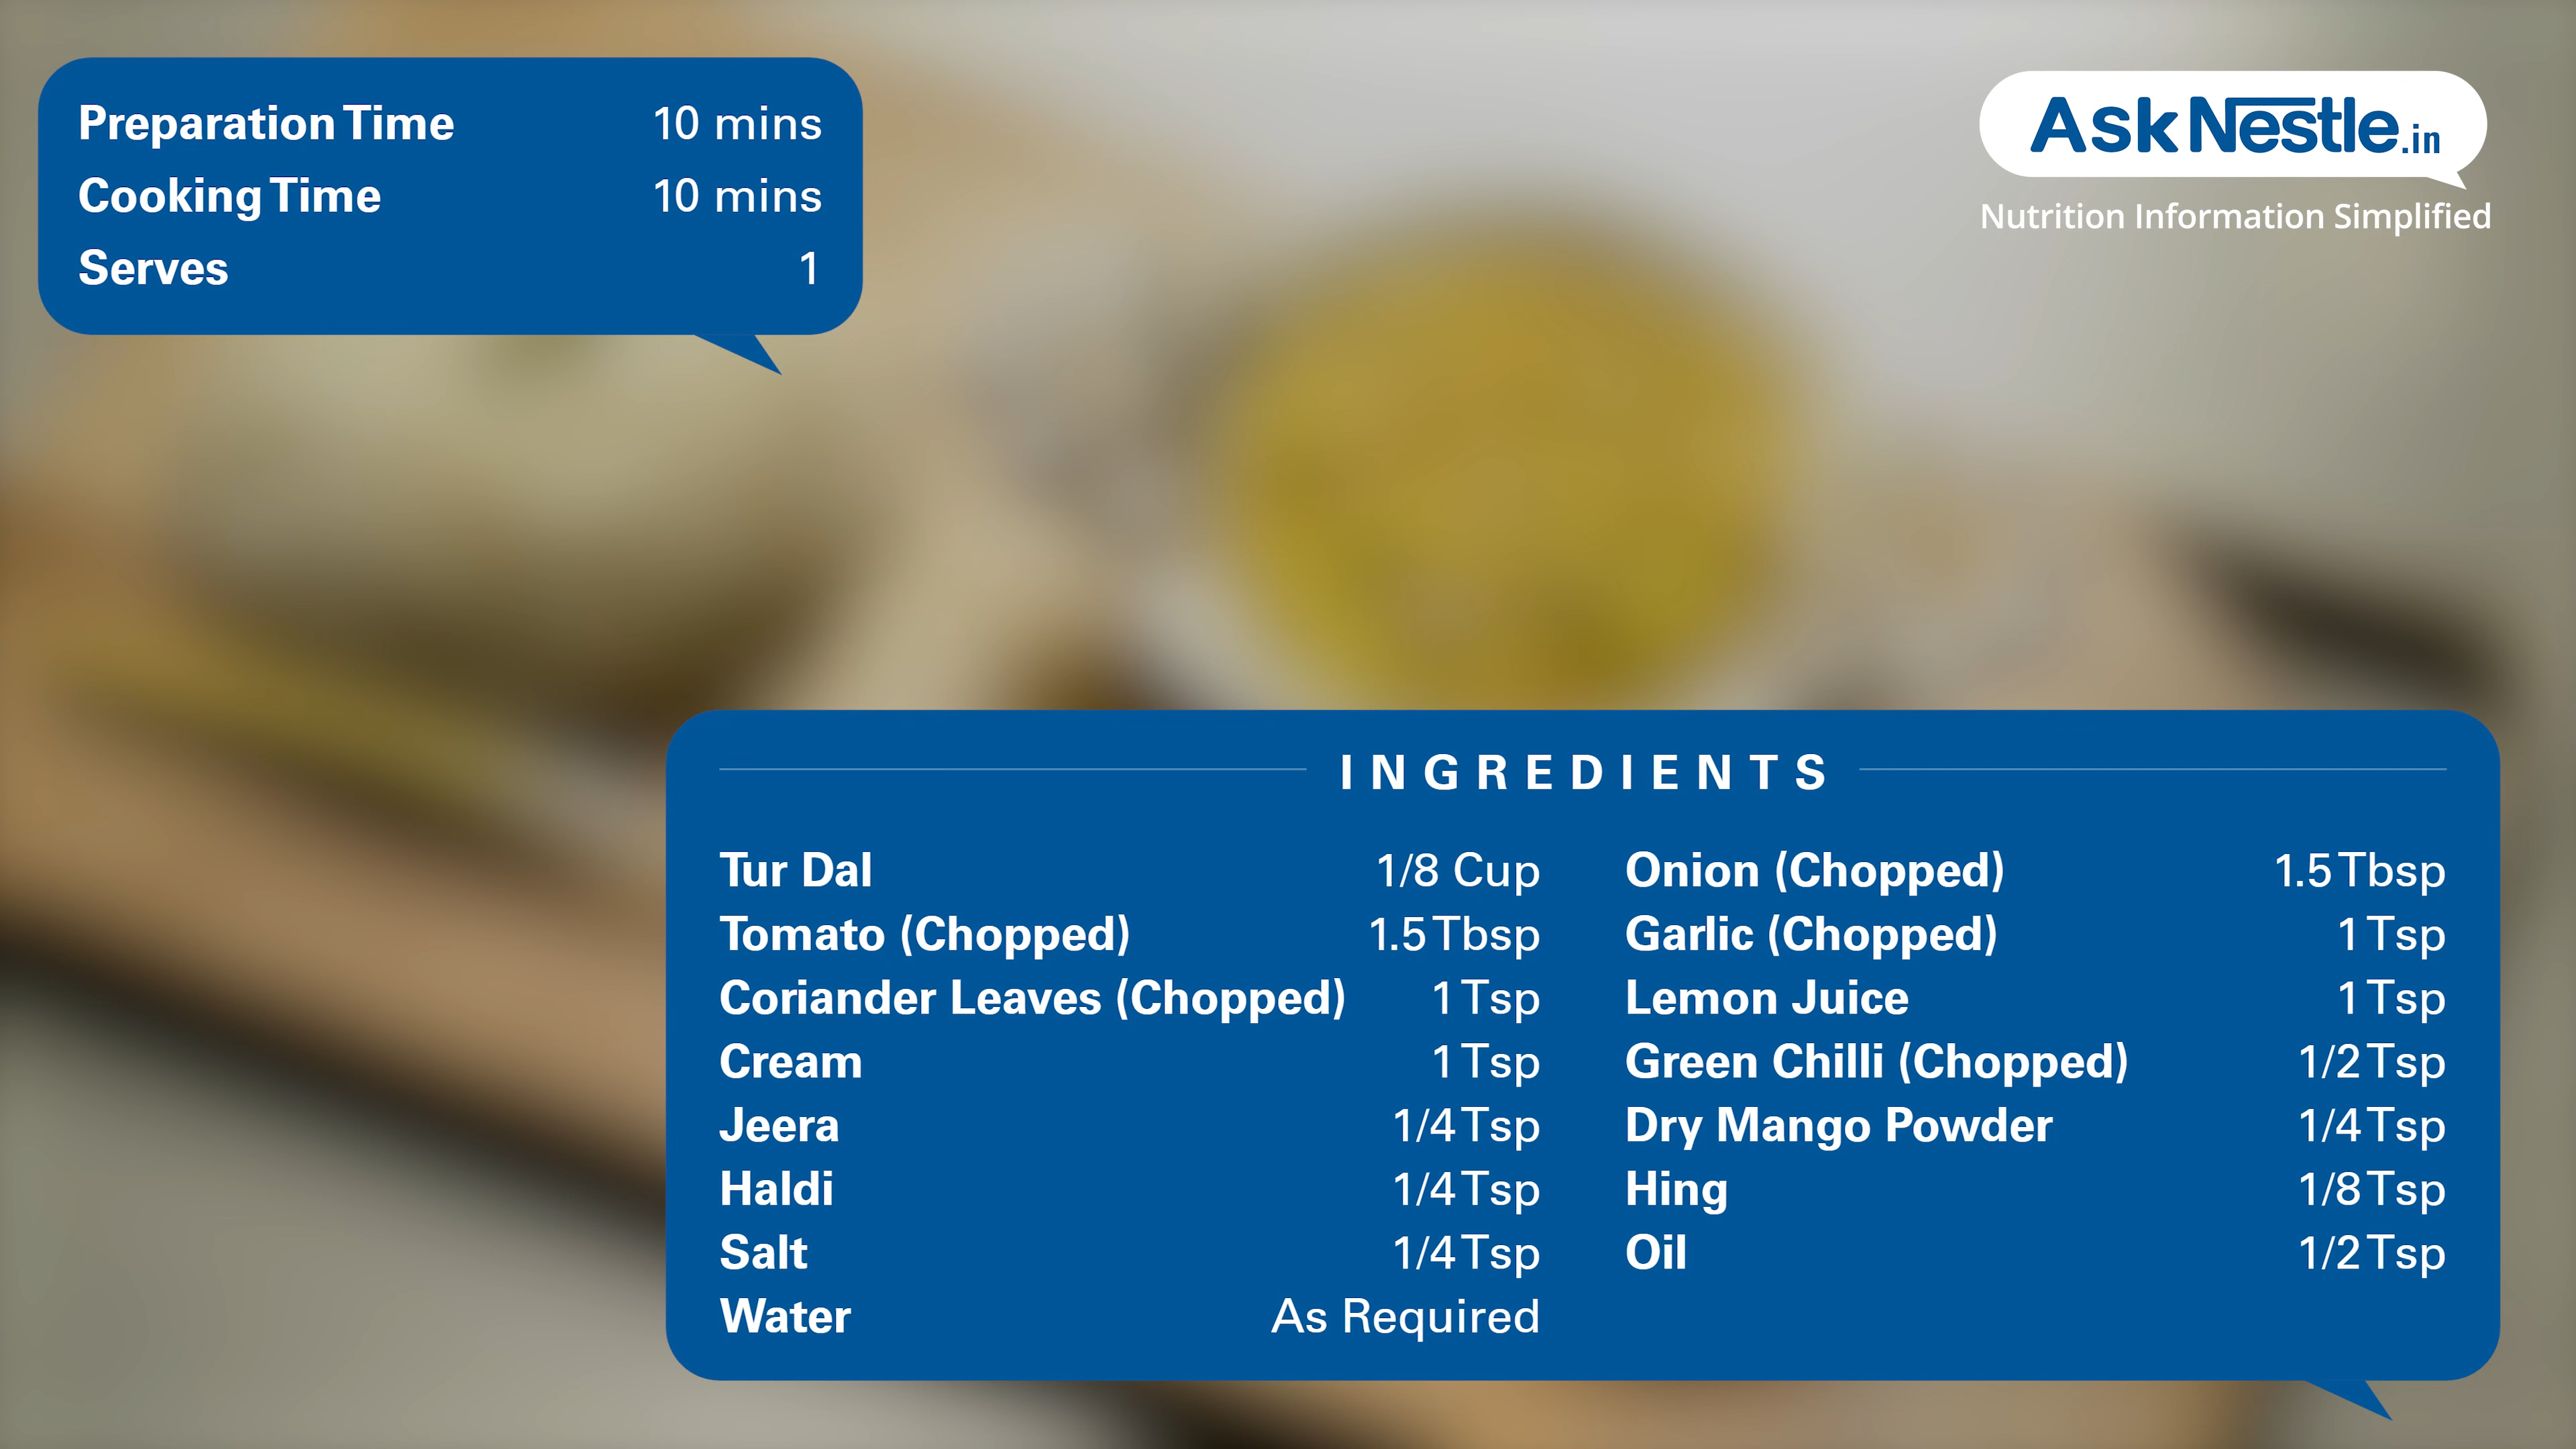 Preparation Time 10 mins
Cooking Time 10 mins
Serves 1
Ask Nestle.in
Nutrition Information Simplified
INGREDIENTS
Tur Dal 1/8 Cup
Tomato (Chopped) 1.5 Tbsp
Coriander Leaves (Chopped) 1 Tsp
Cream 1 Tsp
Jeera 1/4 Tsp
Haldi 1/4 Tsp
Salt 1/4 Tsp
Water As Required
Onion (Chopped) 1.5 Tbsp
Garlic (Chopped) 1 Tsp
Lemon Juice 1 Tsp
Green Chilli (Chopped) 1/2 Tsp
Dry Mango Powder 1/4 Tsp
Hing 1/8 Tsp
Oil 1/2 Tsp